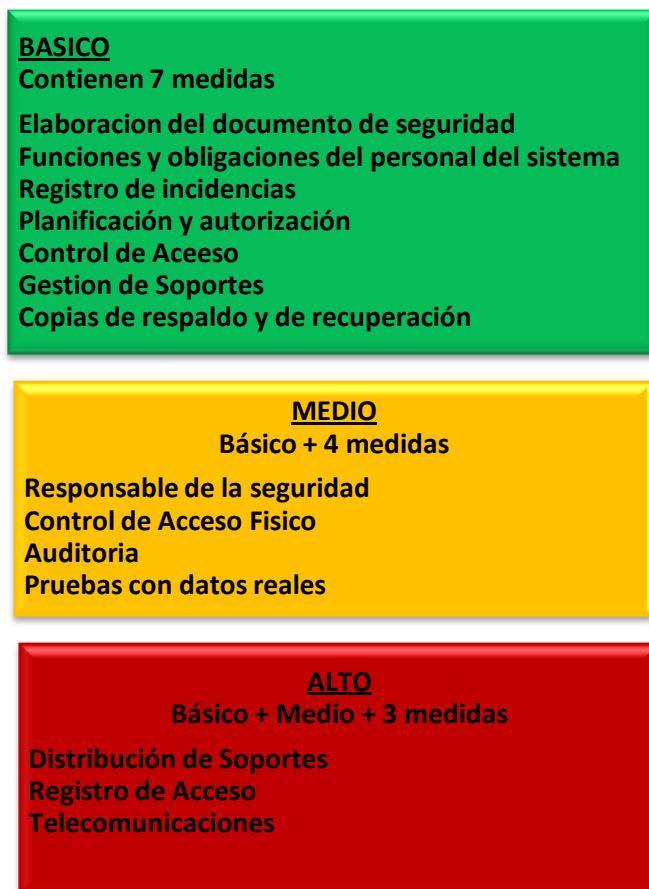 BASICO
Contienen 7 medidas
Elaboracion del documento de seguridad
Funciones y obligaciones del personal del sistema
Registro de incidencias
Planificación y autorización
Control de Aceeso
Gestion de Soportes
Copias de respaldo y de recuperación
MEDIO
Básico + 4 medidas
Responsable de la seguridad
Control de Acceso Fisico
Auditoria
Pruebas con datos reales
ALTO
Básico + Medio + 3 medidas
Distribución de Soportes
Registro de Acceso
Telecomunicaciones